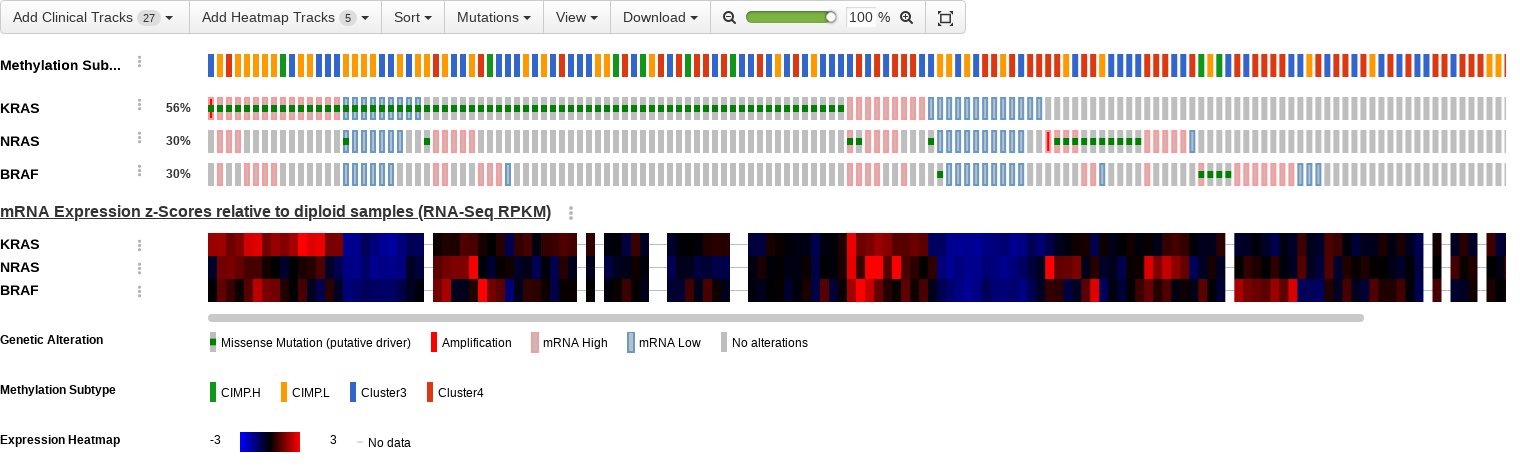 Add Clinical Tracks 27 Add Heatmap Tracks 5 Sort Mutations View Download 100 %
Methylation Sub...
KRAS 56%
NRAS 30%
BRAF 30%
mRNA Expression z-Scores relative to diploid samples (RNA-Seq RPKM)
KRAS
NRAS
BRAF
Genetic Alteration Missense Mutation (putative driver) Amplification mRNA High mRNA Low No alterations
Methylation Subtype CIMP.H CIMP.L Cluster3 Cluster4
Expression Heatmap -3 3 No data